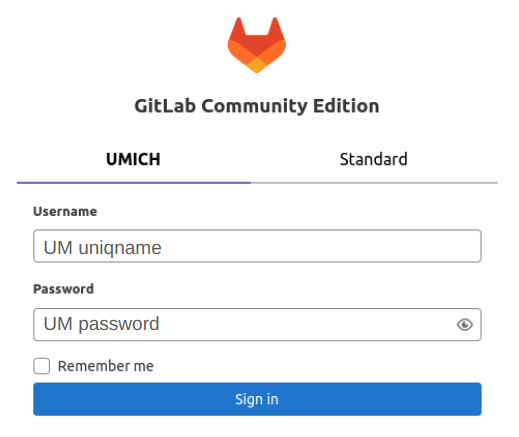 GitLab Community Edition
UMICH Standard
Username
UM uniqname
Password
UM password
Remember me
Sign in